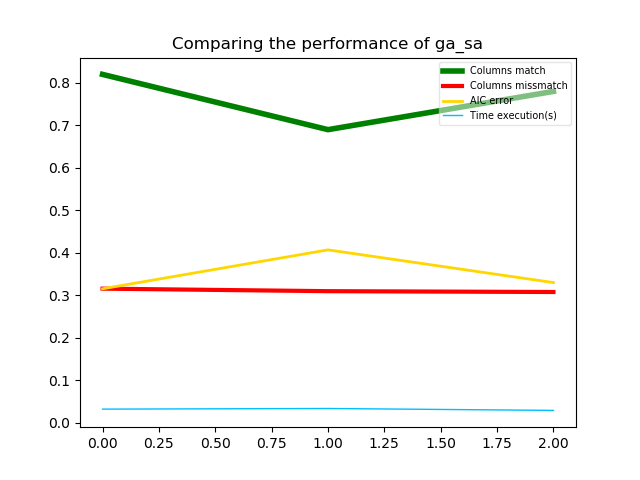 Comparing the performance of ga_sa
Columns match
Columns missmatch
AIC error
Time execution(s)
0.8
0.7
0.6
0.5
0.4
0.3
0.2
0.1
0.0
0.00 0.25 0.50 0.75 1.00 1.25 1.50 1.75 2.00